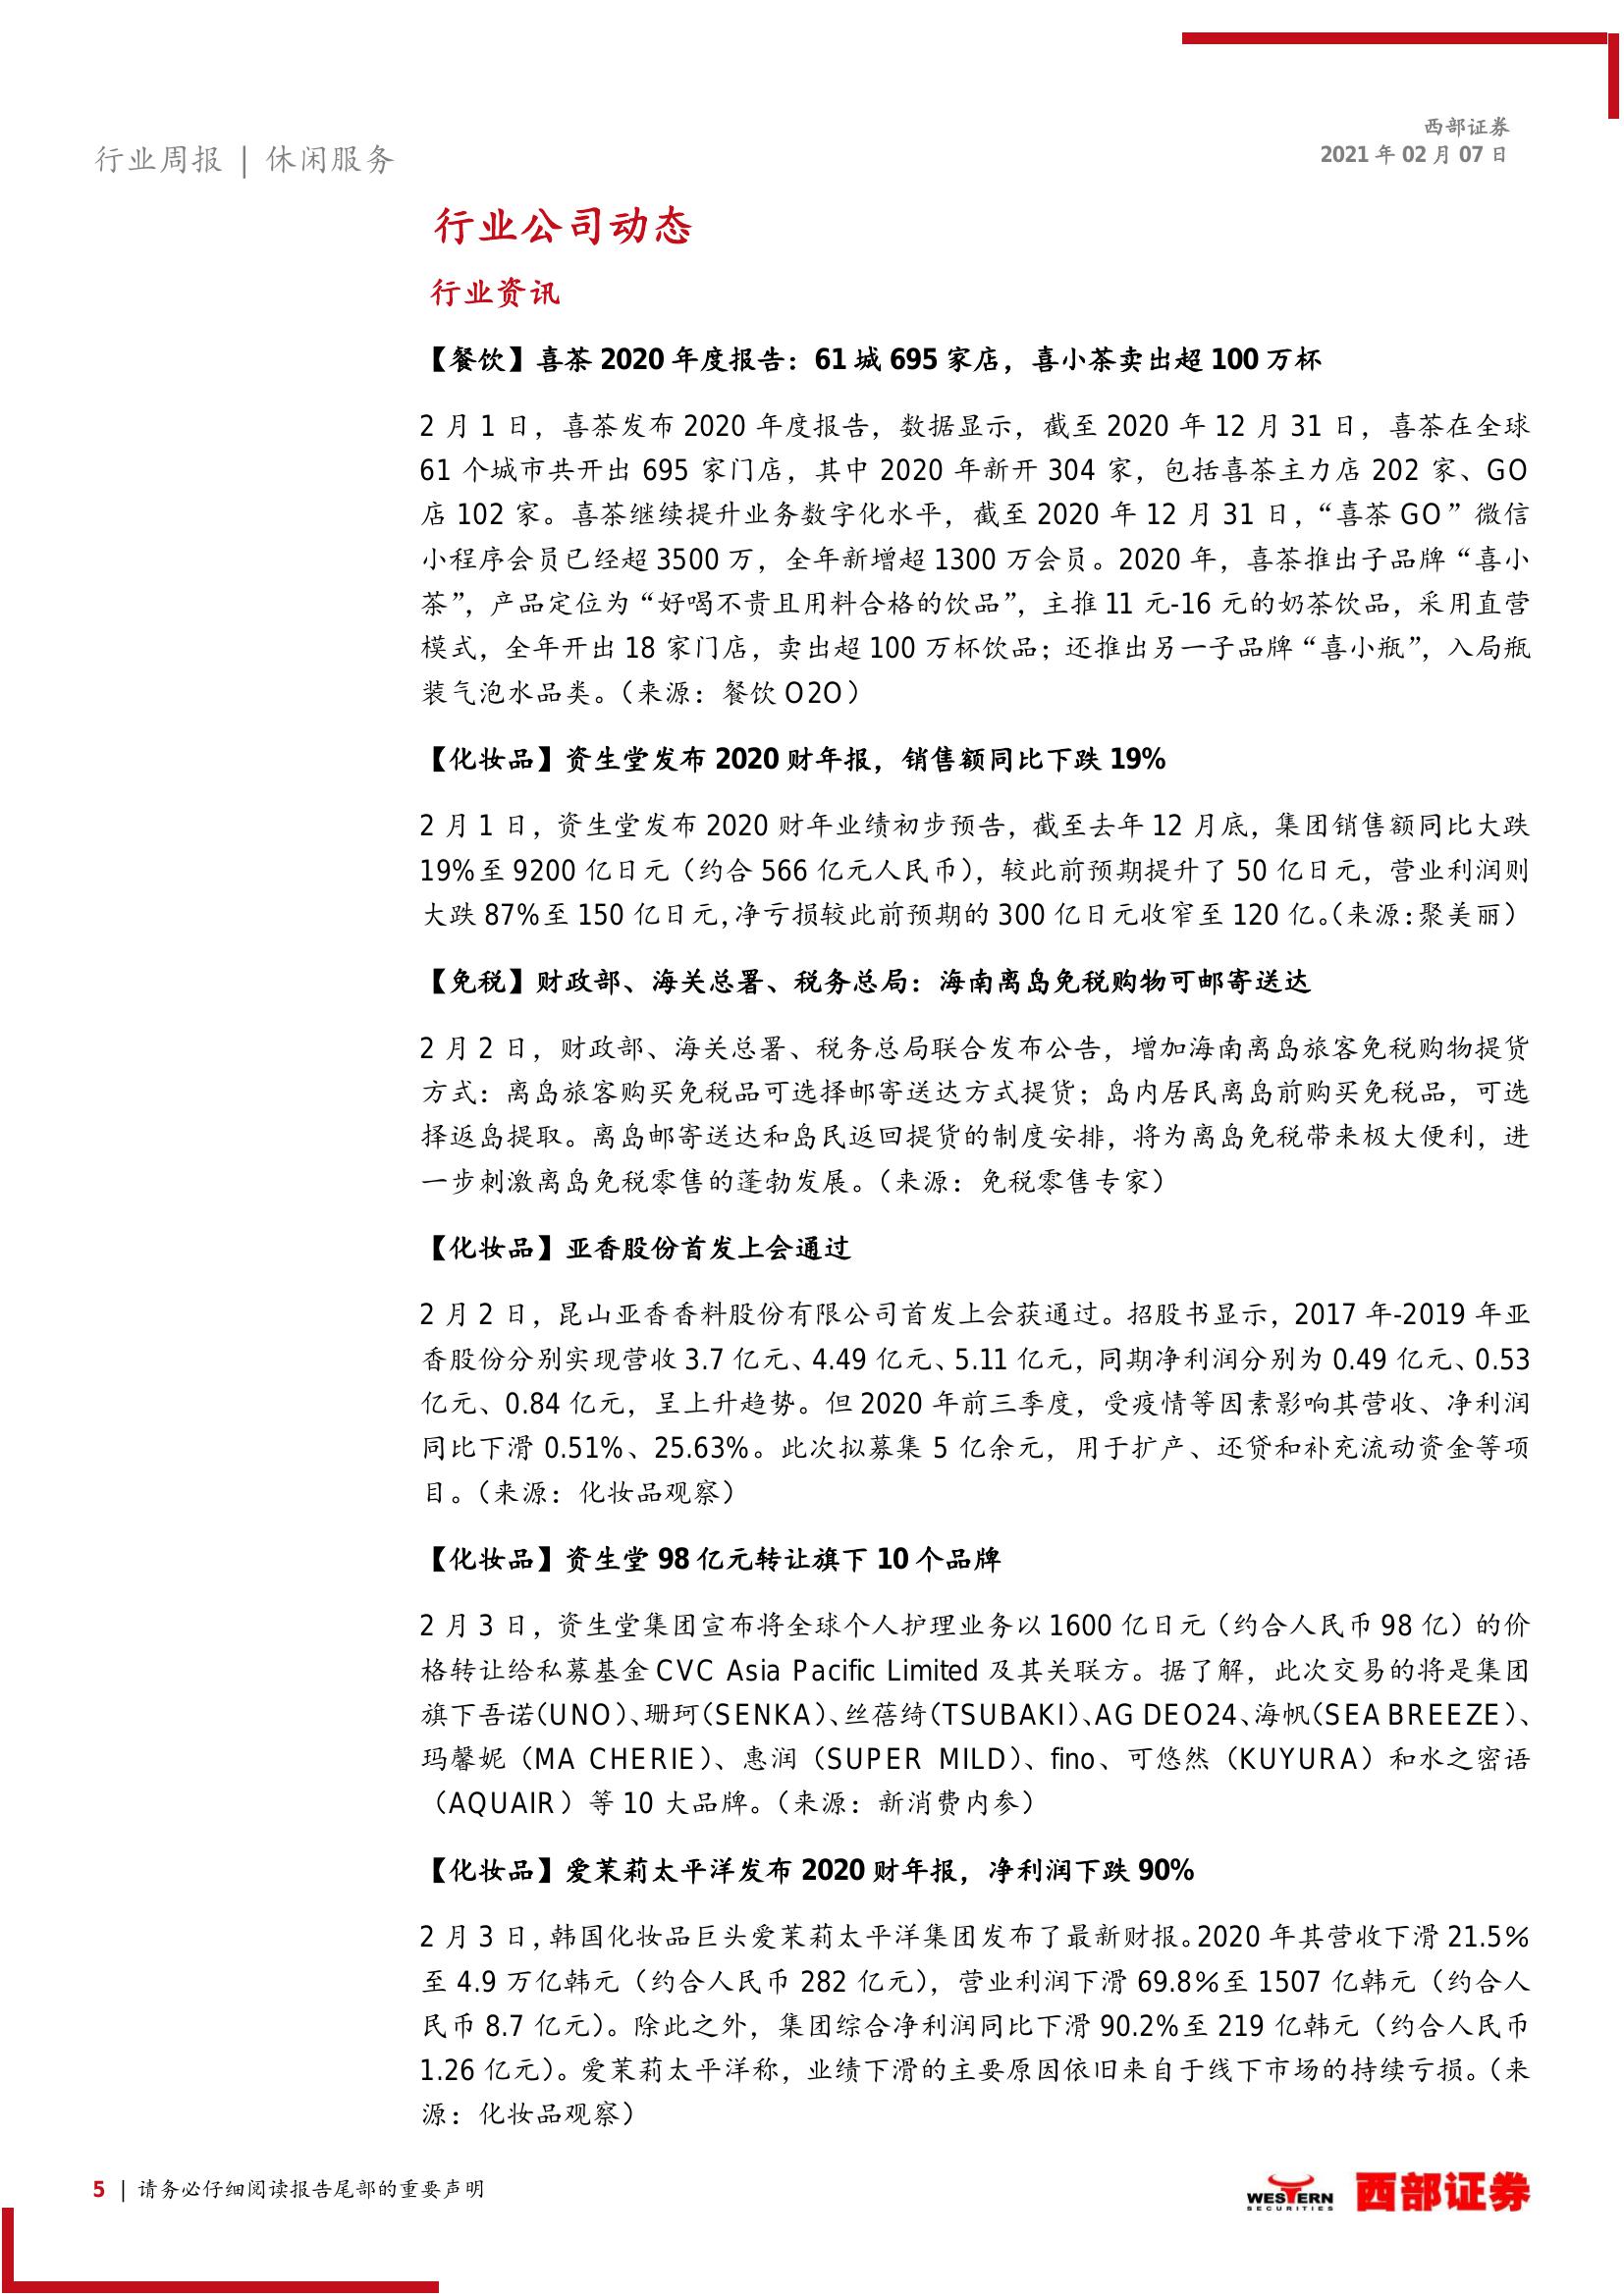 行业周报 | 休闲服务
西部证券
2021 年 02 月 07 日
行业公司动态
行业资讯
【餐饮】喜茶 2020 年度报告：61 城 695 家店，喜小茶卖出超 100 万杯
2 月 1 日，喜茶发布 2020 年度报告，数据显示，截至 2020 年 12 月 31 日，喜茶在全球
61 个城市共开出 695 家门店，其中 2020 年新开 304 家，包括喜茶主力店 202 家、GO
店 102 家。喜茶继续提升业务数字化水平，截至 2020 年 12 月 31 日，“喜茶 GO”微信
小程序会员已经超 3500 万，全年新增超 1300 万会员。2020 年，喜茶推出子品牌“喜小
茶”，产品定位为“好喝不贵且用料合格的饮品”，主推 11 元-16 元的奶茶饮品，采用直营
模式，全年开出 18 家门店，卖出超 100 万杯饮品；还推出另一子品牌“喜小瓶”，入局瓶
装气泡水品类。（来源：餐饮 O2O）
【化妆品】资生堂发布 2020 财年报，销售额同比下跌 19%
2 月 1 日，资生堂发布 2020 财年业绩初步预告，截至去年 12 月底，集团销售额同比大跌
19%至 9200 亿日元（约合 566 亿元人民币），较此前预期提升了 50 亿日元，营业利润则
大跌 87%至 150 亿日元，净亏损较此前预期的 300 亿日元收窄至 120 亿。（来源：聚美丽）
【免税】财政部、海关总署、税务总局：海南离岛免税购物可邮寄送达
2 月 2 日，财政部、海关总署、税务总局联合发布公告，增加海南离岛旅客免税购物提货
方式：离岛旅客购买免税品可选择邮寄送达方式提货；岛内居民离岛前购买免税品，可选
择返岛提取。离岛邮寄送达和岛民返回提货的制度安排，将为离岛免税带来极大便利，进
一步刺激离岛免税零售的蓬勃发展。（来源：免税零售专家）
【化妆品】亚香股份首发上会通过
2 月 2 日，昆山亚香香料股份有限公司首发上会获通过。招股书显示，2017 年-2019 年亚
香股份分别实现营收 3.7 亿元、4.49 亿元、5.11 亿元，同期净利润分别为 0.49 亿元、0.53
亿元、0.84 亿元，呈上升趋势。但 2020 年前三季度，受疫情等因素影响其营收、净利润
同比下滑 0.51%、25.63%。此次拟募集 5 亿余元，用于扩产、还贷和补充流动资金等项
目。（来源：化妆品观察）
【化妆品】资生堂 98 亿元转让旗下 10 个品牌
2 月 3 日，资生堂集团宣布将全球个人护理业务以 1600 亿日元（约合人民币 98 亿）的价
格转让给私募基金 CVC Asia Pacific Limited 及其关联方。据了解，此次交易的将是集团
旗下吾诺（UNO）、珊珂（SENKA）、丝蓓绮（TSUBAKI）、AG DEO24、海帆（SEA BREEZE）、
玛馨妮（MA CHERIE）、惠润（SUPER MILD）、fino、可悠然（KUYURA）和水之密语
（AQUAIR）等 10 大品牌。（来源：新消费内参）
【化妆品】爱茉莉太平洋发布 2020 财年报，净利润下跌 90%
2 月 3 日，韩国化妆品巨头爱茉莉太平洋集团发布了最新财报。2020 年其营收下滑 21.5%
至 4.9 万亿韩元（约合人民币 282 亿元），营业利润下滑 69.8%至 1507 亿韩元（约合人
民币 8.7 亿元）。除此之外，集团综合净利润同比下滑 90.2%至 219 亿韩元（约合人民币
1.26 亿元）。爱茉莉太平洋称，业绩下滑的主要原因依旧来自于线下市场的持续亏损。（来
源：化妆品观察）
5 | 请务必仔细阅读报告尾部的重要声明
WESTERN
SECURITIES
西部证券